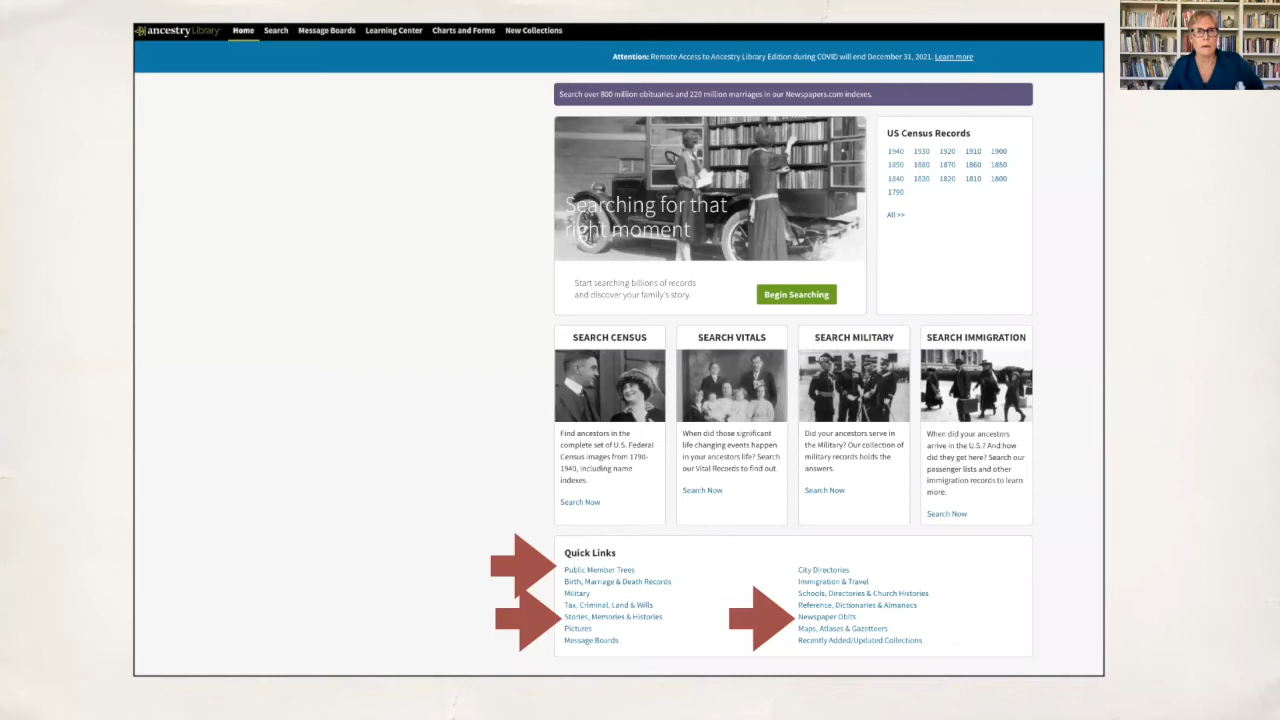 ancestryLibrary Home Search Message Boards Learning Center Charts and Forms New Collections
Attention: Remote Access to Ancestry Library Edition during COVID will end December 31, 2021. Learn more
Search over 800 million obituaries and 220 million marriages in our Newspapers.com indexes.
Searching for that
right moment
Start searching billions of records
and discover your family's story.
Begin Searching
US Census Records
1940 1930 1920 1910 1900
1890 1880 1870 1860 1850
1840 1830 1820 1810 1800
1790
All >>
SEARCH CENSUS
Find ancestors in the
complete set of U.S. Federal
Census images from 1790-
1940, including name
indexes.
Search Now
SEARCH VITALS
When did those significant
life changing events happen
in your ancestors life? Search
our Vital Records to find out.
Search Now
SEARCH MILITARY
Did your ancestors serve in
the Military? Our collection of
military records holds the
answers.
Search Now
SEARCH IMMIGRATION
When did your ancestors
arrive in the U.S.? And how
did they get here? Search our
passenger lists and other
immigration records to learn
more.
Search Now
Quick Links
Public Member Trees
Birth, Marriage & Death Records
Military
Tax, Criminal, Land & Wills
Stories, Memories & Histories
Pictures
Message Boards
City Directories
Immigration & Travel
Schools, Directories & Church Histories
Reference, Dictionaries & Almanacs
Newspaper Obits
Maps, Atlases & Gazetteers
Recently Added/Updated Collections